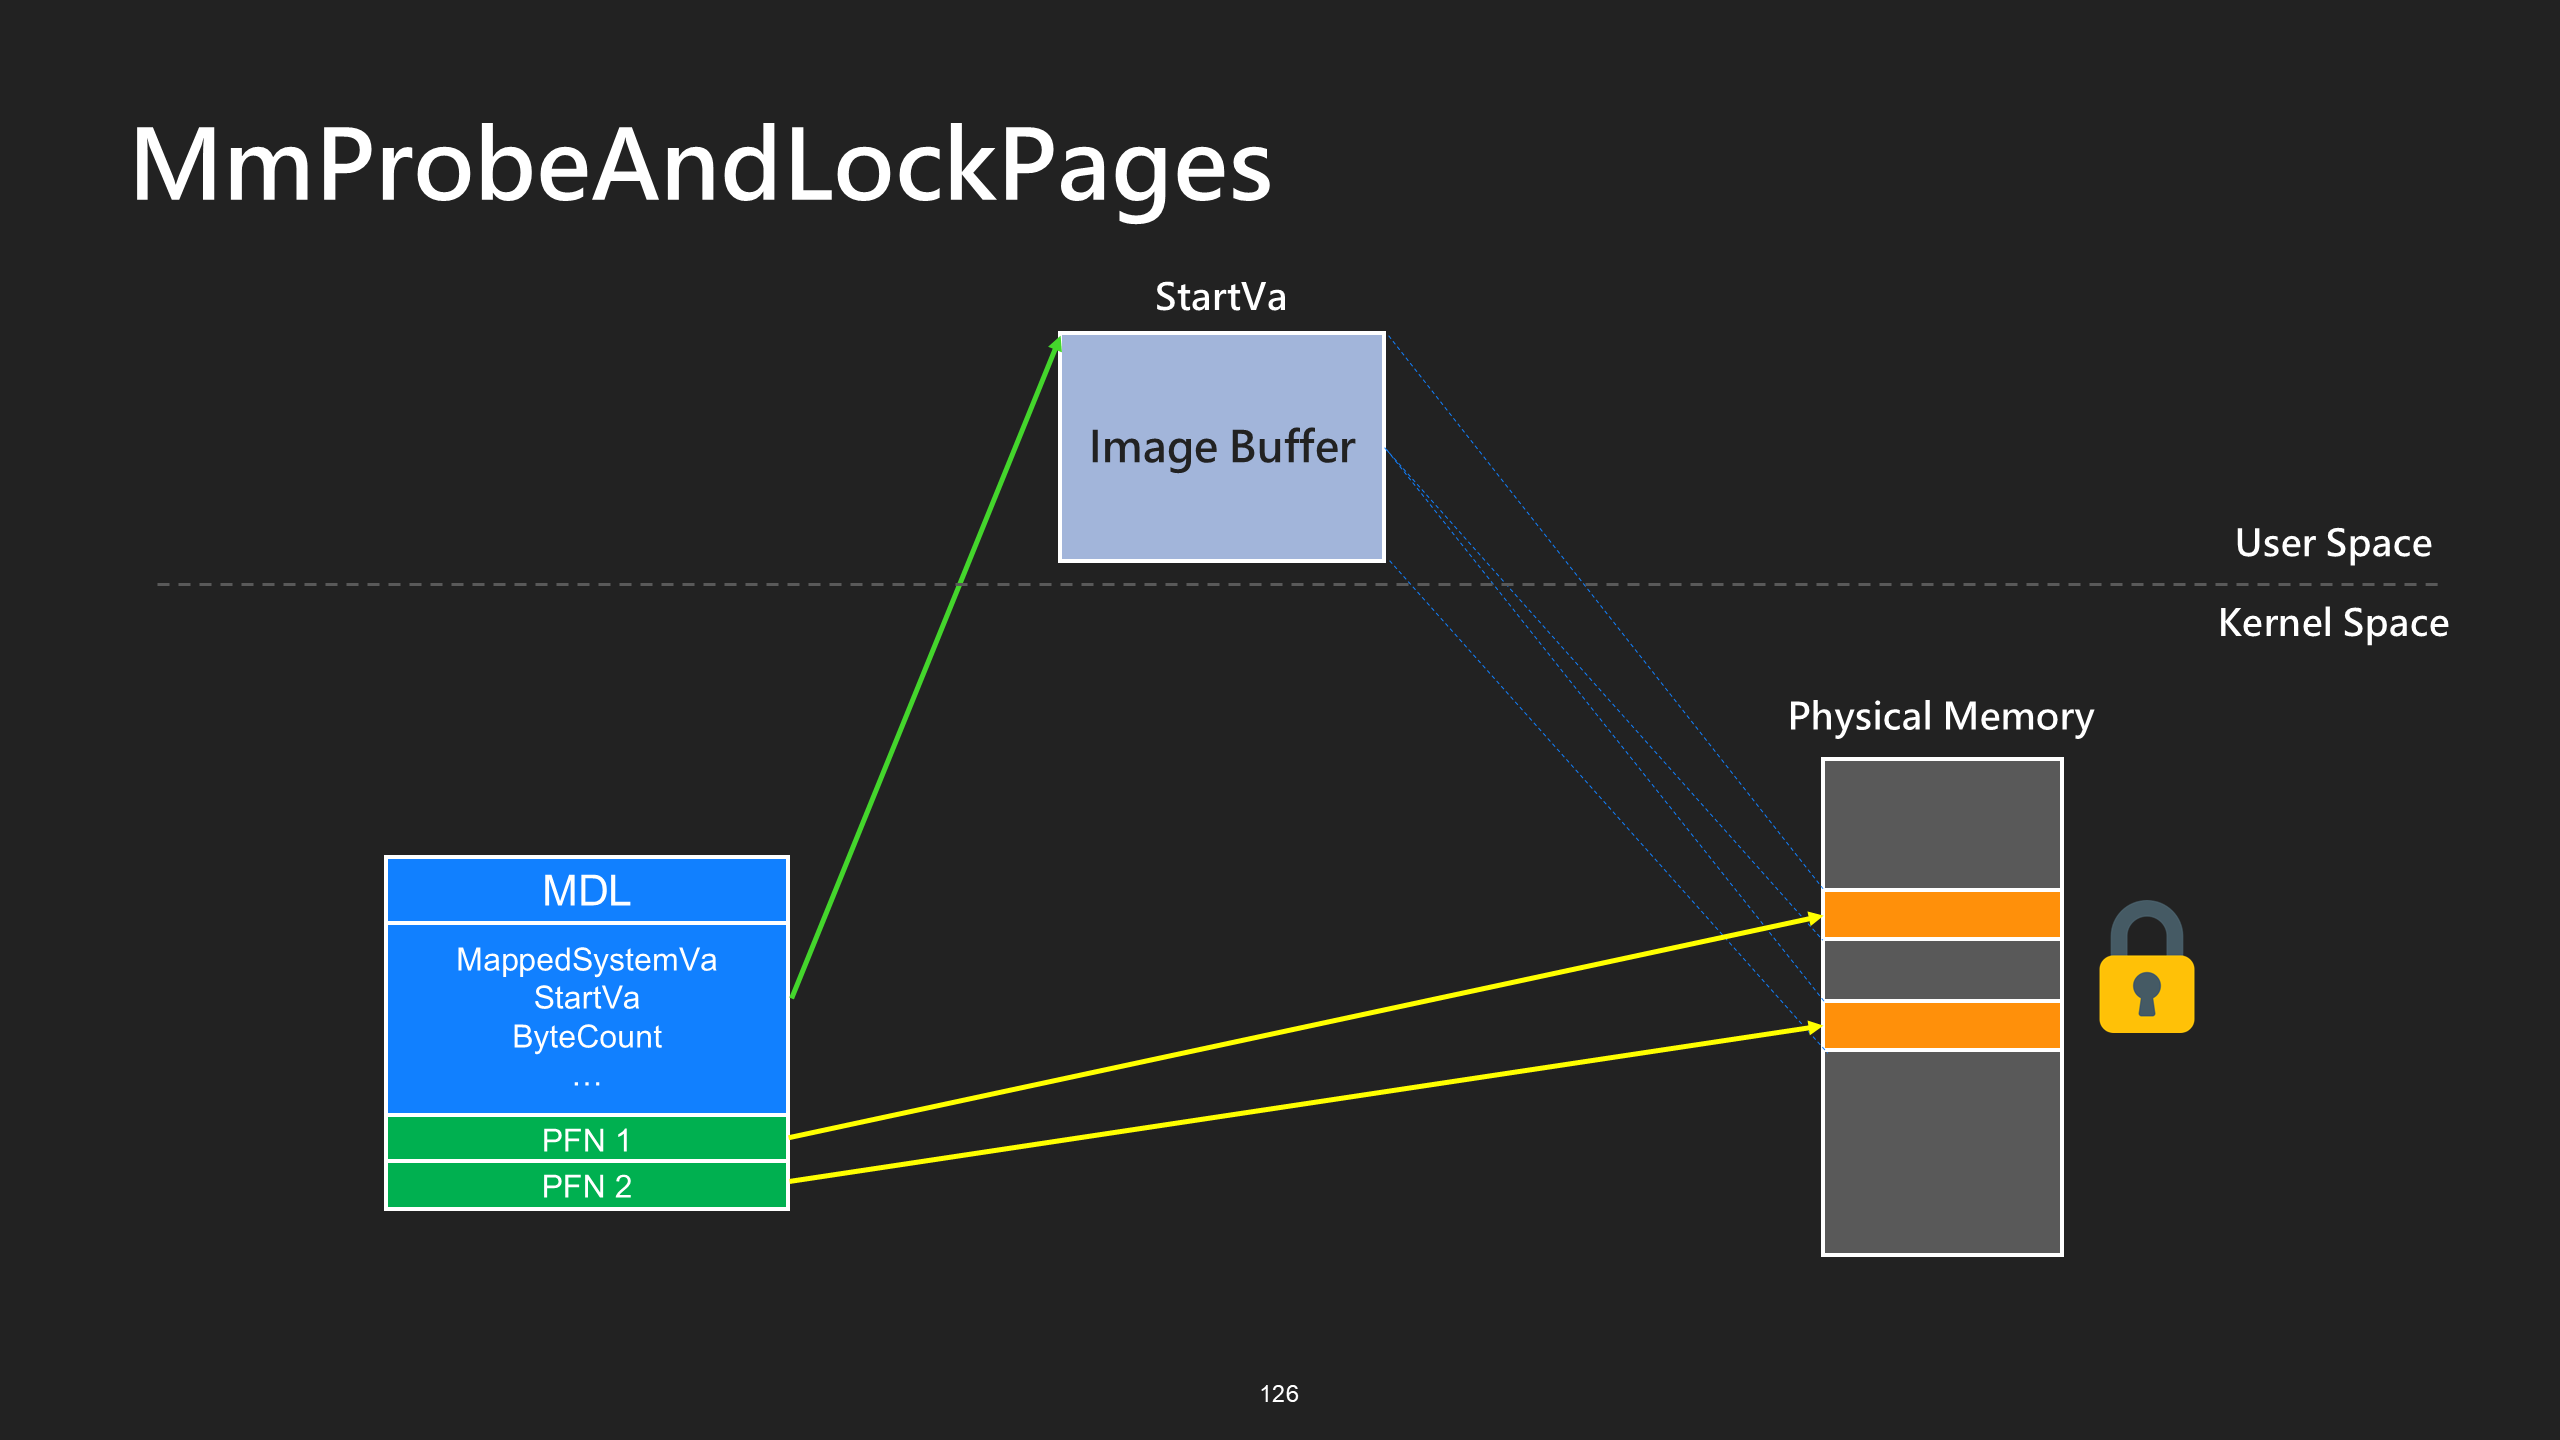 MmProbeAndLockPages
StartVa
Image Buffer
User Space
Kernel Space
Physical Memory
MDL
MappedSystemVa
StartVa
ByteCount
…
PFN 1
PFN 2
126